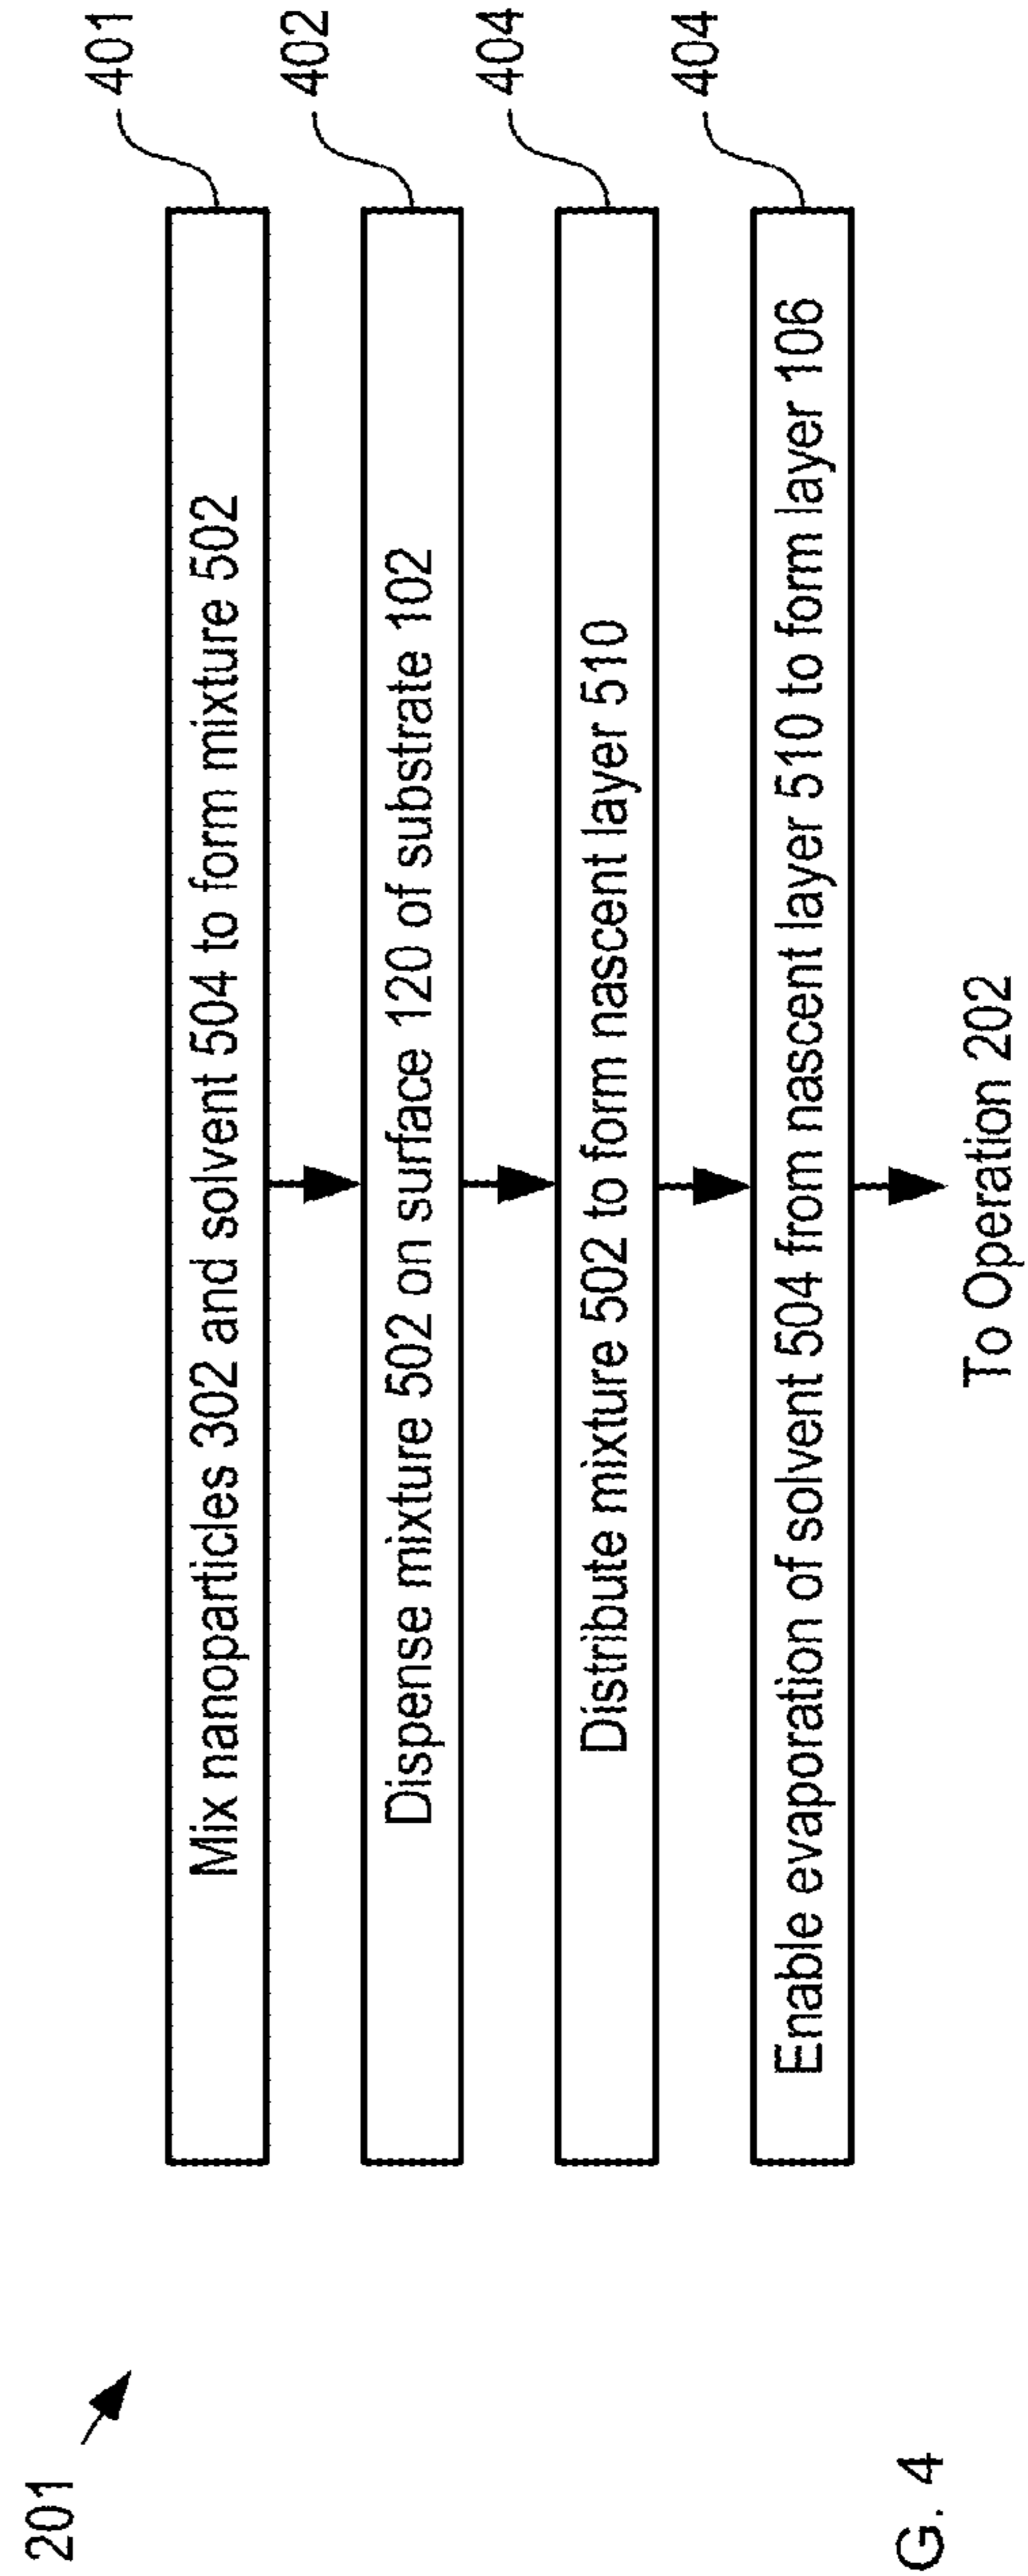 201
401
Mix nanoparticles 302 and solvent 504 to form mixture 502
402
Dispense mixture 502 on surface 120 of substrate 102
404
Distribute mixture 502 to form nascent layer 510
404
Enable evaporation of solvent 504 from nascent layer 510 to form layer 106
To Operation 202
G. 4